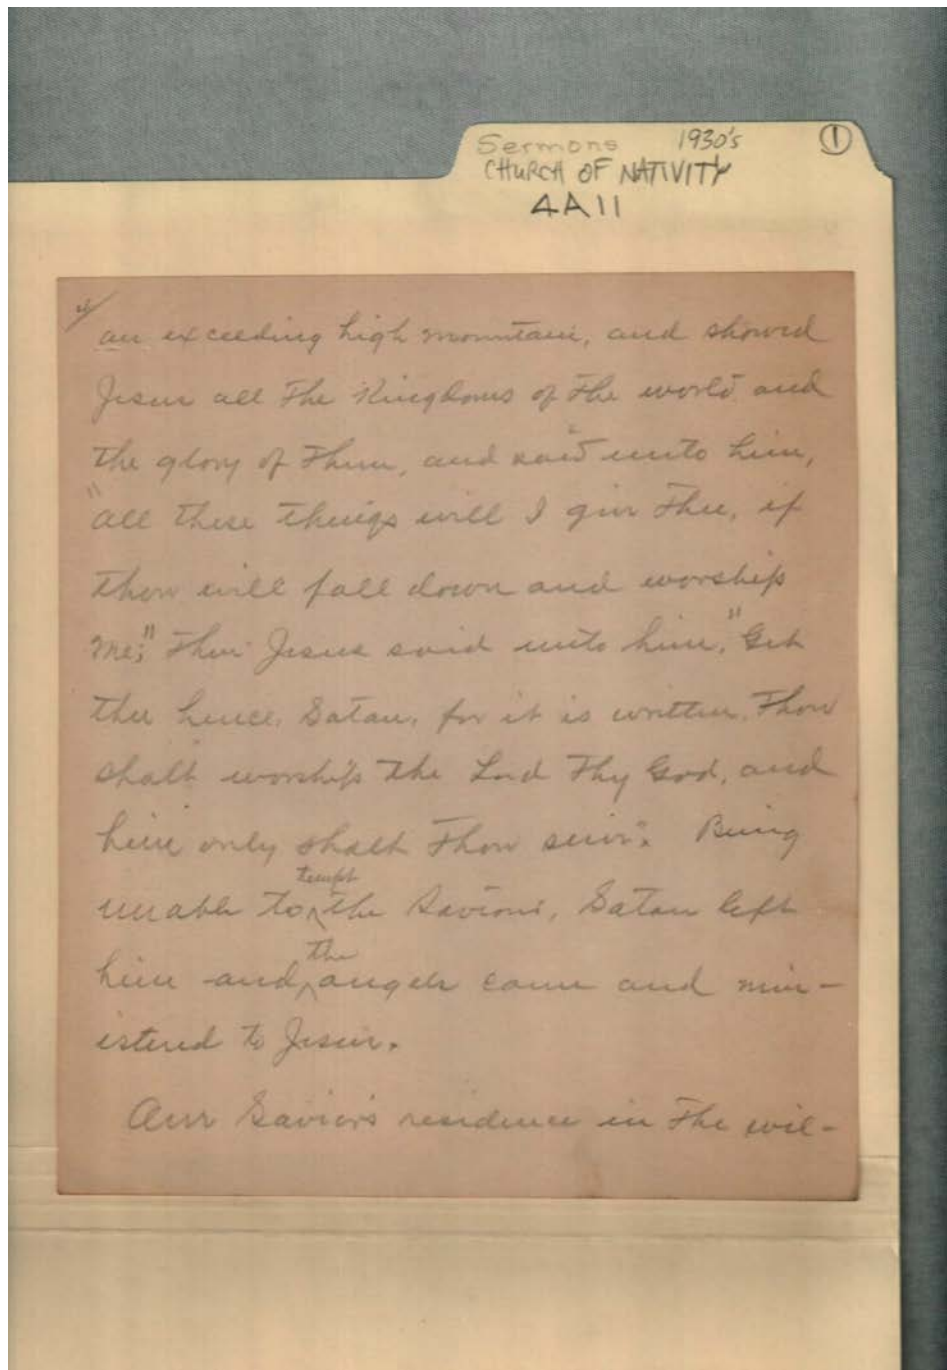 Sermons 1930's ①
CHURCH OF NATIVITY
4A11
4/
an exceeding high mountain, and showed
Jesus all the Kingdoms of the world and
the glory of them, and said unto him,
"all these things will I give thee, if
thou will fall down and worship
me;" Then Jesus said unto him, "Get
thee hence, Satan, for it is written, Thou
shalt worship the Lord Thy God, and
him only shalt Thou serve". Being
tempt
unable to ^ the Saviour, Satan left
the
him and ^ angels came and min-
istered to Jesus.
Our Savior's residence in the wil-